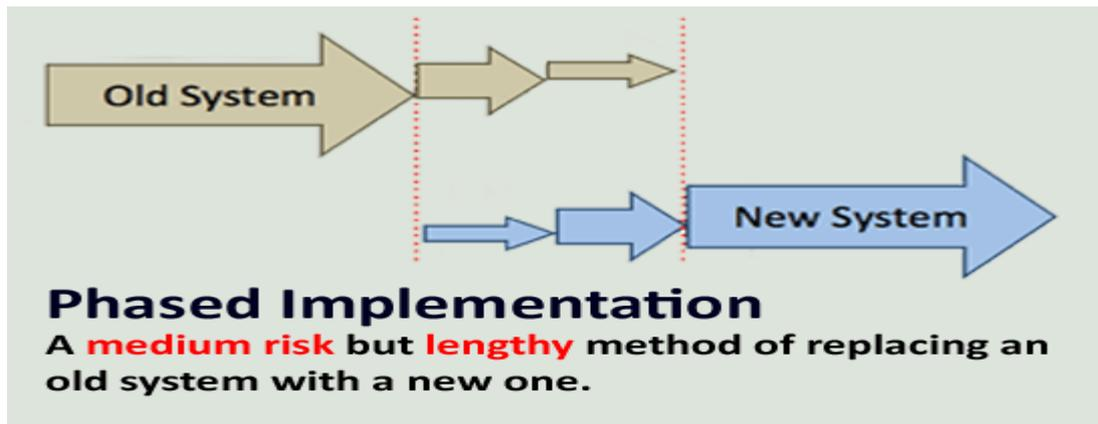 Old System
New System
Phased Implementation
A medium risk but lengthy method of replacing an
old system with a new one.